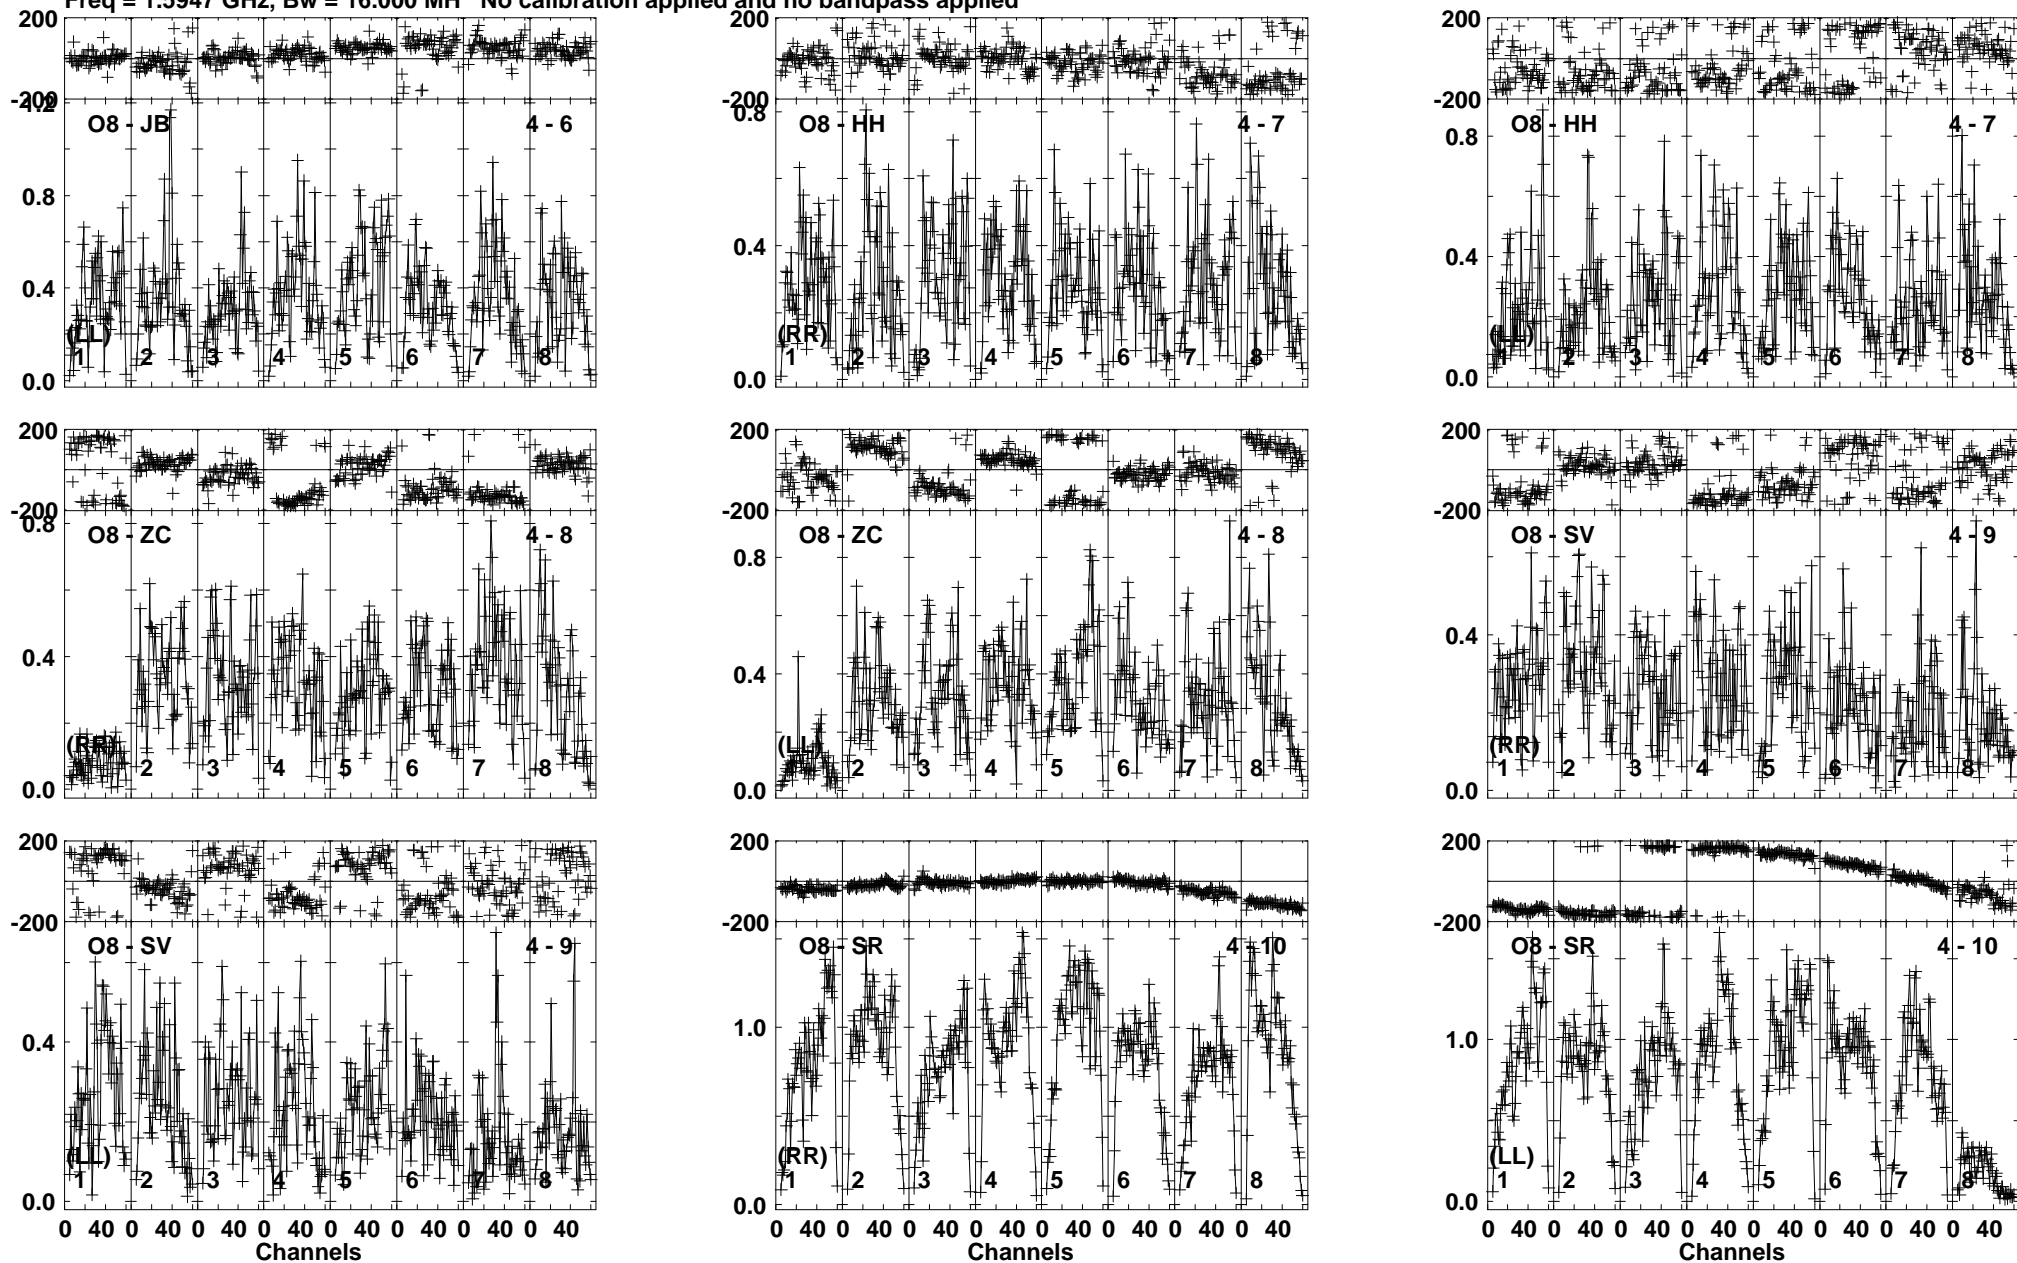 Freq = 1.5947 GHz, Bw = 16.000 MH No calibration applied and no bandpass applied
200 200 200
-200 -200 -200
1.2 0.8
O8 - JB 4 - 6 O8 - HH 4 - 7 O8 - HH 4 - 7
0.8 0.4 0.8
0.4 0.4
(LL) (RR) (LL)
1 2 3 4 5 6 7 8 1 2 3 4 5 6 7 8 1 2 3 4 5 6 7 8
0.0 0.0 0.0
200 200 200
-200 -200 -200
0.8
O8 - ZC 4 - 8 O8 - ZC 4 - 8 O8 - SV 4 - 9
0.8
0.4 0.4 0.4
(RR) (LL) (RR)
2 3 4 5 6 7 8 2 3 4 5 6 7 8 1 2 3 4 5 6 7 8
0.0 0.0 0.0
200 200 200
-200 -200 -200
O8 - SV 4 - 9 O8 - SR 4 - 10 O8 - SR 4 - 10
0.4 1.0 1.0
(LL) (RR) (LL)
1 2 3 4 5 6 7 8 1 2 3 4 5 6 7 8 1 2 3 4 5 6 7 8
0.0 0.0 0.0
0 40 0 40 0 40 0 40 0 40 0 40 0 40 0 40 0 40 0 40 0 40 0 40 0 40 0 40 0 40 0 40 0 40 0 40 0 40 0 40 0 40 0 40 0 40 0 40
Channels Channels Channels